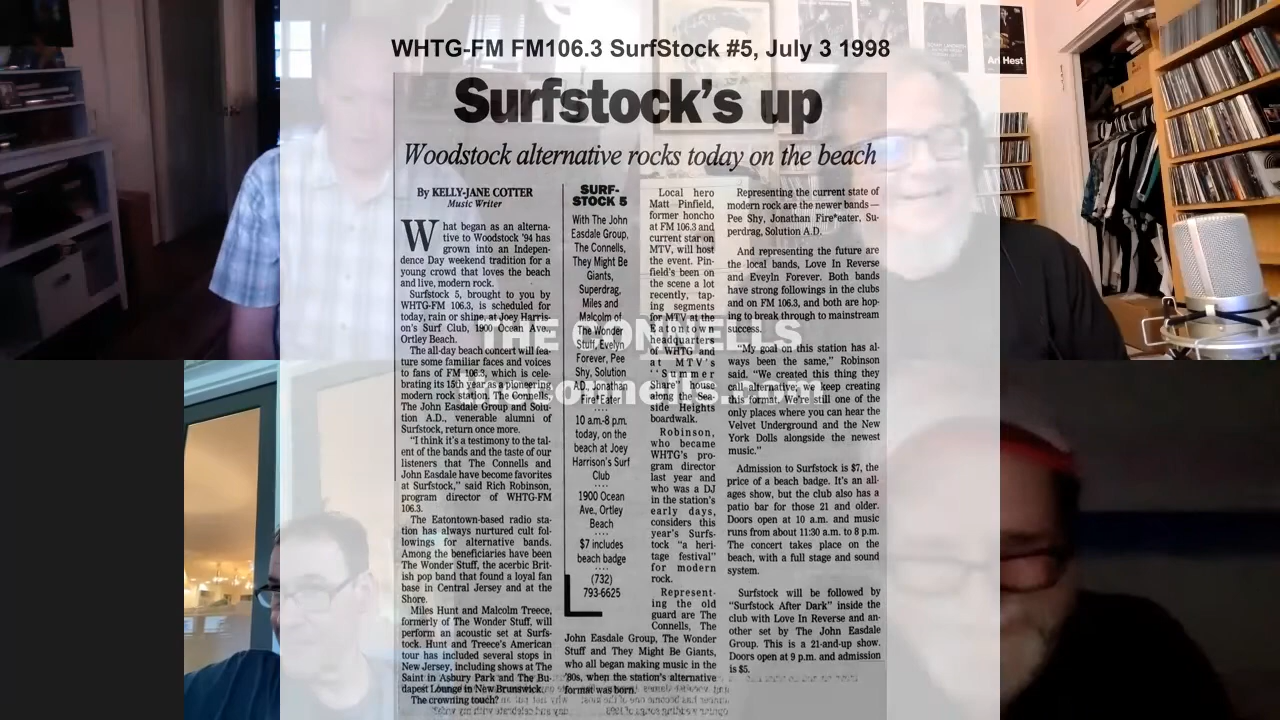 WHTG-FM FM106.3 SurfStock #5, July 3 1998
Surfstock's up
Woodstock alternative rocks today on the beach
By KELLY-JANE COTTER
Music Writer
What began as an alterna-
tive to Woodstock '94 has
grown into an Indepen-
dence Day weekend tradition for a
young crowd that loves the beach
and live, modern rock.
Surfstock 5, brought to you by
WHTG-FM 106.3, is scheduled for
today, rain or shine, at Joey Harris-
on's Surf Club, 1900 Ocean Ave.,
Ortley Beach.
The all-day beach concert will fea-
ture some familiar faces and voices
to fans of FM 106.3, which is cele-
brating its 15th year as a pioneering
modern rock station. The Connells,
The John Easdale Group and Solu-
tion A.D., venerable alumni of
Surfstock, return once more.
"I think it's a testimony to the tal-
ent of the bands and the taste of our
listeners that The Connells and
John Easdale have become favorites
at Surfstock," said Rich Robinson,
program director of WHTG-FM
106.3.
The Eatontown-based radio sta-
tion has always nurtured cult fol-
lowings for alternative bands.
Among the beneficiaries have been
The Wonder Stuff, the acerbic Brit-
ish pop band that found a loyal fan
base in Central Jersey and at the
Shore.
Miles Hunt and Malcolm Treece,
formerly of The Wonder Stuff, will
perform an acoustic set at Surfs-
tock. Hunt and Treece's American
tour has included several stops in
New Jersey, including shows at The
Saint in Asbury Park and The Bu-
dapest Lounge in New Brunswick.
The crowning touch?
SURF-
STOCK 5
With The John
Easdale Group,
The Connells,
They Might Be
Giants,
Superdrag,
Miles and
Malcolm of
The Wonder
Stuff, Evelyn
Forever, Pee
Shy, Solution
A.D., Jonathan
Fire!Eater
....
10 a.m.-8 p.m.
today, on the
beach at Joey
Harrison's Surf
Club
....
1900 Ocean
Ave., Ortley
Beach
....
$7 includes
beach badge
....
(732)
793-6625
Local hero
Matt Pinfield,
former honcho
at FM 106.3 and
current star on
MTV, will host
the event. Pin-
field's been on
the scene a lot
recently, tap-
ing segments
for MTV at the
Eatontown
headquarters
of WHTG and
at MTV's
"Summer
Share" house
along the Sea-
side Heights
boardwalk.
Robinson,
who became
WHTG's pro-
gram director
last year and
who was a DJ
in the station's
early days,
considers this
year's Surfs-
tock "a heri-
tage festival"
for modern
rock.
Represent-
ing the old
guard are The
Connells, The
John Easdale Group, The Wonder
Stuff and They Might Be Giants,
who all began making music in the
'80s, when the station's alternative
format was born.
Representing the current state of
modern rock are the newer bands —
Pee Shy, Jonathan Fire*eater, Su-
perdrag, Solution A.D.
And representing the future are
the local bands, Love In Reverse
and Eveyln Forever. Both bands
have strong followings in the clubs
and on FM 106.3, and both are hop-
ing to break through to mainstream
success.
"My goal on this station has al-
ways been the same," Robinson
said. "We created this thing they
call alternative, we keep creating
this format. We're still one of the
only places where you can hear the
Velvet Underground and the New
York Dolls alongside the newest
music."
Admission to Surfstock is $7, the
price of a beach badge. It's an all-
ages show, but the club also has a
patio bar for those 21 and older.
Doors open at 10 a.m. and music
runs from about 11:30 a.m. to 8 p.m.
The concert takes place on the
beach, with a full stage and sound
system.
Surfstock will be followed by
"Surfstock After Dark" inside the
club with Love In Reverse and an-
other set by The John Easdale
Group. This is a 21-and-up show.
Doors open at 9 p.m. and admission
is $5.
THE CONNELLS
theconnells.com
Hest